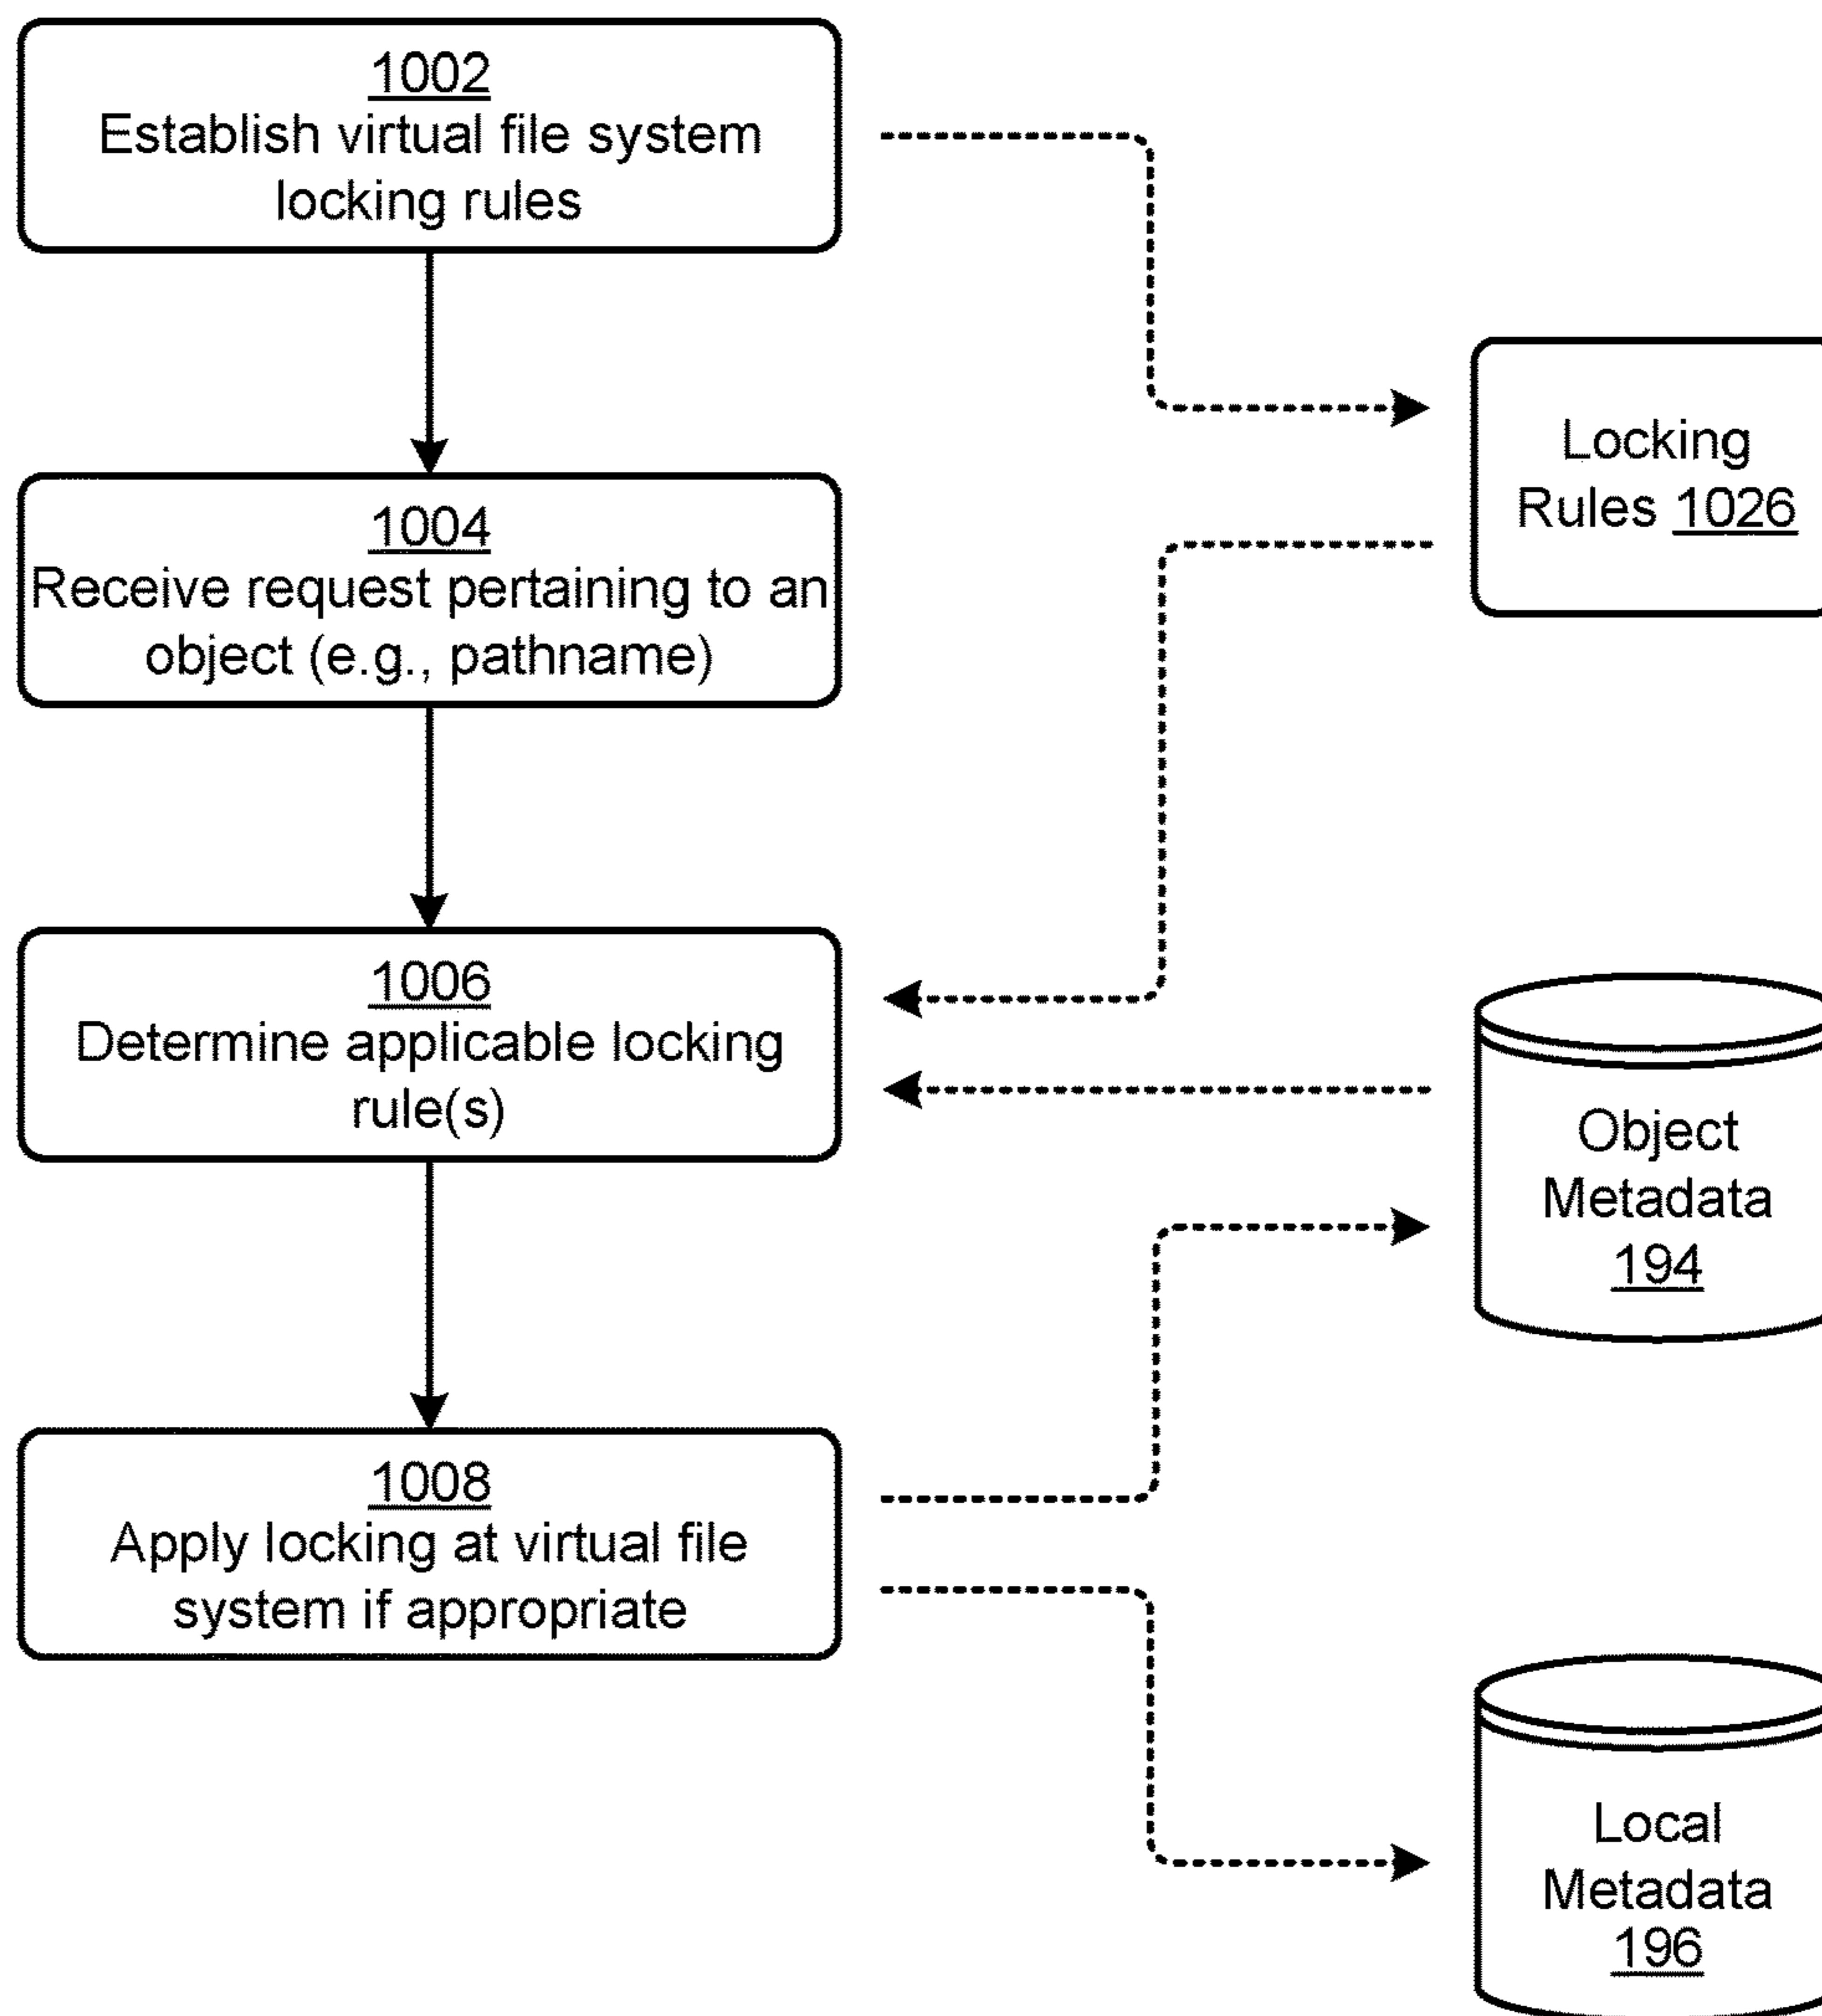 1002
Establish virtual file system
locking rules
1004
Receive request pertaining to an
object (e.g., pathname)
1006
Determine applicable locking
rule(s)
1008
Apply locking at virtual file
system if appropriate
Locking
Rules 1026
Object
Metadata
194
Local
Metadata
196